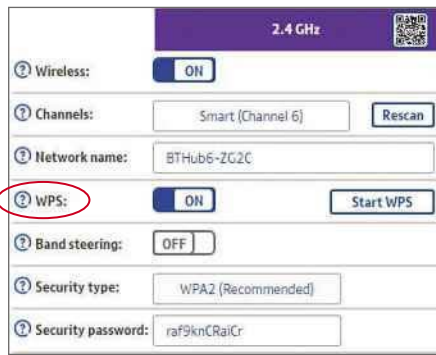 2.4 GHz
Wireless: ON
Channels: Smart (Channel 6) Rescan
Network name: BTHub6-ZG2C
WPS: ON Start WPS
Band steering: OFF
Security type: WPA2 (Recommended)
Security password: raf9knCRaiCr